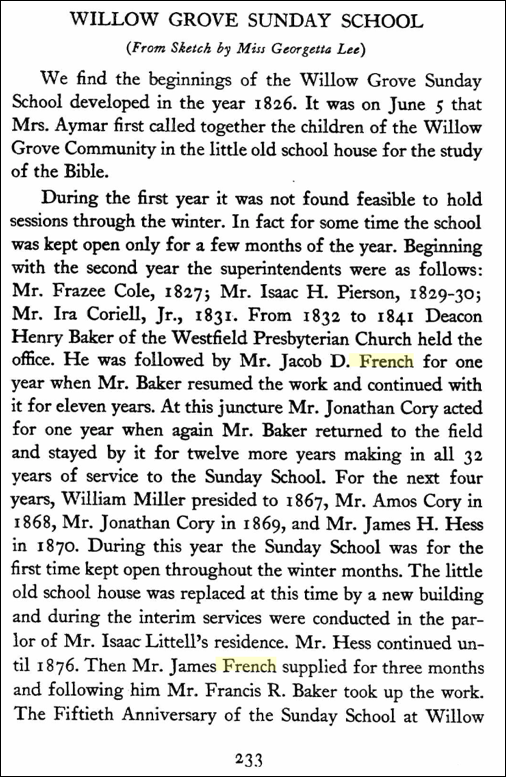 WILLOW GROVE SUNDAY SCHOOL
(From Sketch by Miss Georgetta Lee)
We find the beginnings of the Willow Grove Sunday
School developed in the year 1826. It was on June 5 that
Mrs. Aymar first called together the children of the Willow
Grove Community in the little old school house for the study
of the Bible.
During the first year it was not found feasible to hold
sessions through the winter. In fact for some time the school
was kept open only for a few months of the year. Beginning
with the second year the superintendents were as follows:
Mr. Frazee Cole, 1827; Mr. Isaac H. Pierson, 1829-30;
Mr. Ira Coriell, Jr., 1831. From 1832 to 1841 Deacon
Henry Baker of the Westfield Presbyterian Church held the
office. He was followed by Mr. Jacob D. French for one
year when Mr. Baker resumed the work and continued with
it for eleven years. At this juncture Mr. Jonathan Cory acted
for one year when again Mr. Baker returned to the field
and stayed by it for twelve more years making in all 32
years of service to the Sunday School. For the next four
years, William Miller presided to 1867, Mr. Amos Cory in
1868, Mr. Jonathan Cory in 1869, and Mr. James H. Hess
in 1870. During this year the Sunday School was for the
first time kept open throughout the winter months. The little
old school house was replaced at this time by a new building
and during the interim services were conducted in the par-
lor of Mr. Isaac Littell's residence. Mr. Hess continued un-
til 1876. Then Mr. James French supplied for three months
and following him Mr. Francis R. Baker took up the work.
The Fiftieth Anniversary of the Sunday School at Willow
233